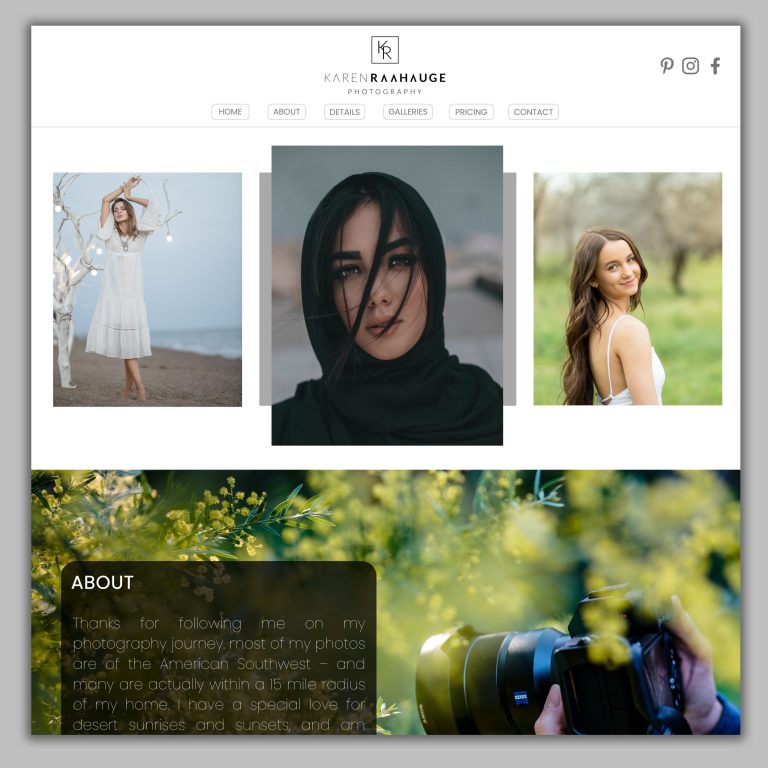 KR
KARENRAAHAUGE
PHOTOGRAPHY
HOME ABOUT DETAILS GALLERIES PRICING CONTACT
ABOUT
Thanks for following me on my
photography journey, most of my photos
are of the American Southwest – and
many are actually within a 15 mile radius
of my home. I have a special love for
desert sunrises and sunsets, and am
ZEISS